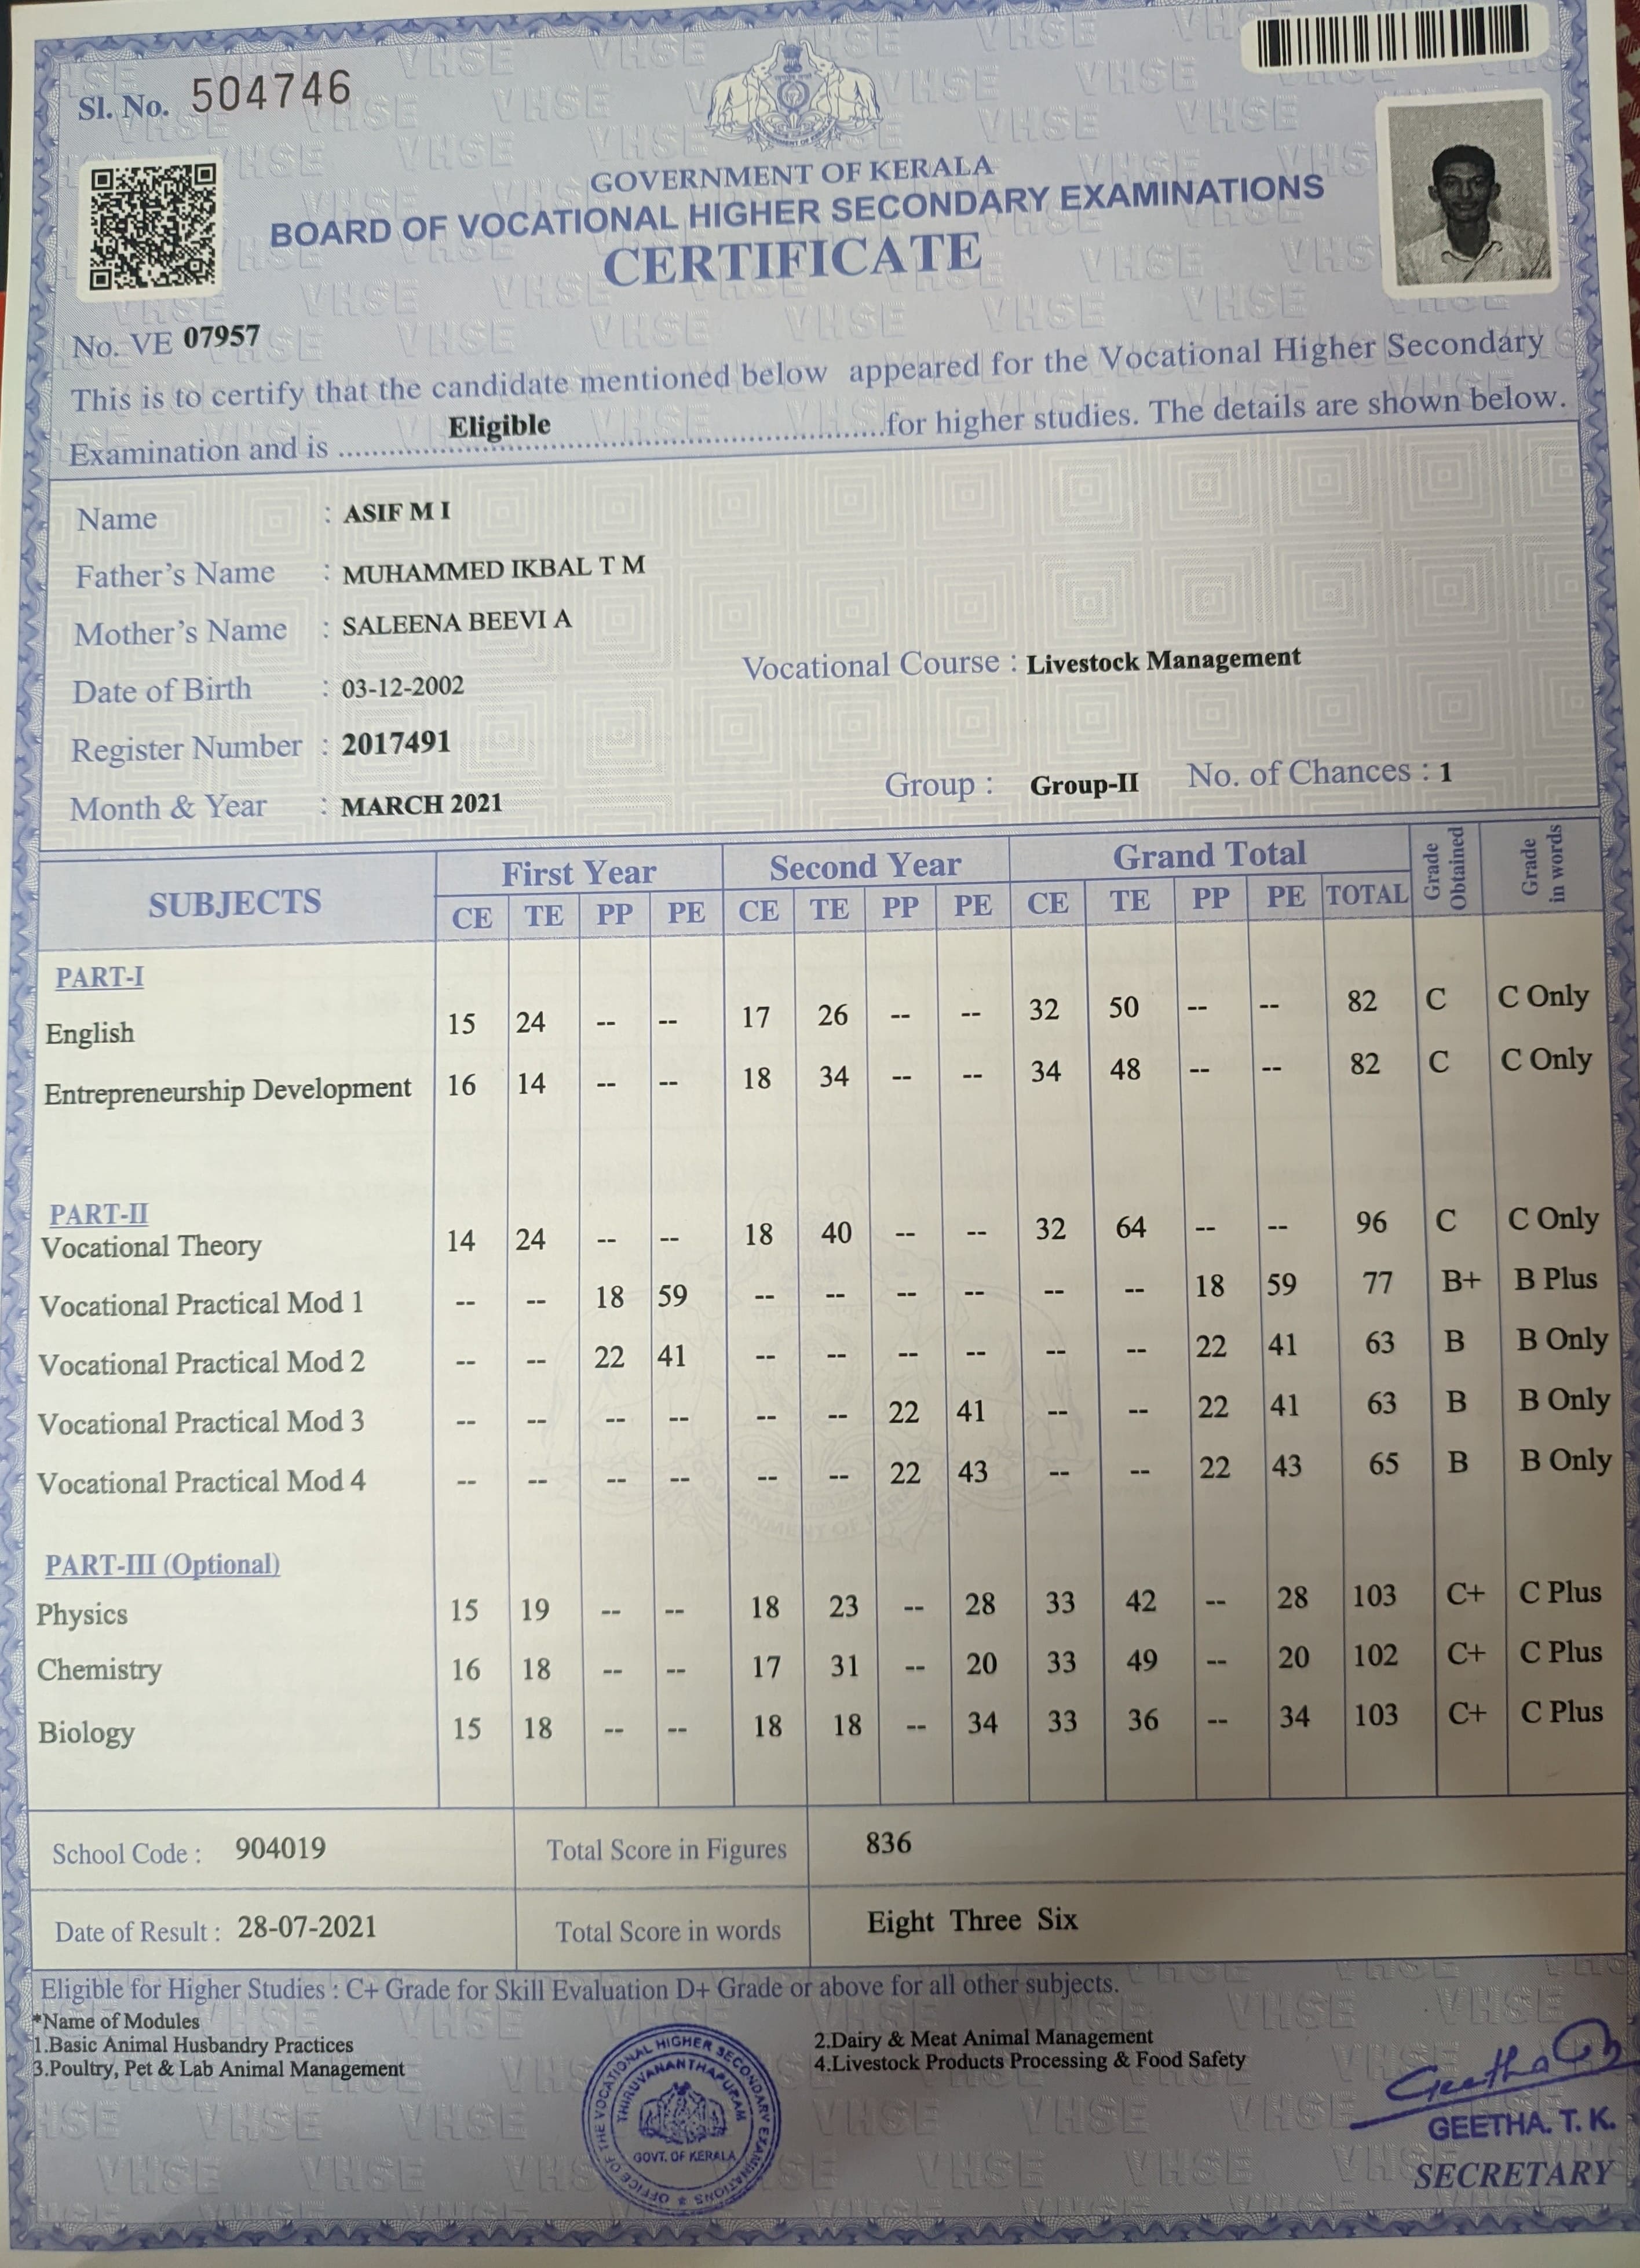 Sl. No. 504746
GOVERNMENT OF KERALA
BOARD OF VOCATIONAL HIGHER SECONDARY EXAMINATIONS
CERTIFICATE
No. VE 07957
This is to certify that the candidate mentioned below appeared for the Vocational Higher Secondary
Examination and is ..........Eligible..........for higher studies. The details are shown below.
Name : ASIF M I
Father's Name : MUHAMMED IKBAL T M
Mother's Name : SALEENA BEEVI A
Date of Birth : 03-12-2002 Vocational Course : Livestock Management
Register Number : 2017491
Month & Year : MARCH 2021 Group : Group-II No. of Chances : 1
SUBJECTS First Year Second Year Grand Total Grade Obtained Grade in words
CE TE PP PE CE TE PP PE CE TE PP PE TOTAL
PART-I
English 15 24 -- -- 17 26 -- -- 32 50 -- -- 82 C C Only
Entrepreneurship Development 16 14 -- -- 18 34 -- -- 34 48 -- -- 82 C C Only
PART-II
Vocational Theory 14 24 -- -- 18 40 -- -- 32 64 -- -- 96 C C Only
Vocational Practical Mod 1 -- -- 18 59 -- -- -- -- -- -- 18 59 77 B+ B Plus
Vocational Practical Mod 2 -- -- 22 41 -- -- -- -- -- -- 22 41 63 B B Only
Vocational Practical Mod 3 -- -- -- -- -- -- 22 41 -- -- 22 41 63 B B Only
Vocational Practical Mod 4 -- -- -- -- -- -- 22 43 -- -- 22 43 65 B B Only
PART-III (Optional)
Physics 15 19 -- -- 18 23 -- 28 33 42 -- 28 103 C+ C Plus
Chemistry 16 18 -- -- 17 31 -- 20 33 49 -- 20 102 C+ C Plus
Biology 15 18 -- -- 18 18 -- 34 33 36 -- 34 103 C+ C Plus
School Code : 904019 Total Score in Figures 836
Date of Result : 28-07-2021 Total Score in words Eight Three Six
Eligible for Higher Studies : C+ Grade for Skill Evaluation D+ Grade or above for all other subjects.
*Name of Modules
1.Basic Animal Husbandry Practices 2.Dairy & Meat Animal Management
3.Poultry, Pet & Lab Animal Management 4.Livestock Products Processing & Food Safety
OFFICE OF THE VOCATIONAL HIGHER SECONDARY EXAMINATIONS
THIRUVANANTHAPURAM
GOVT. OF KERALA
Geetha
GEETHA. T. K.
SECRETARY